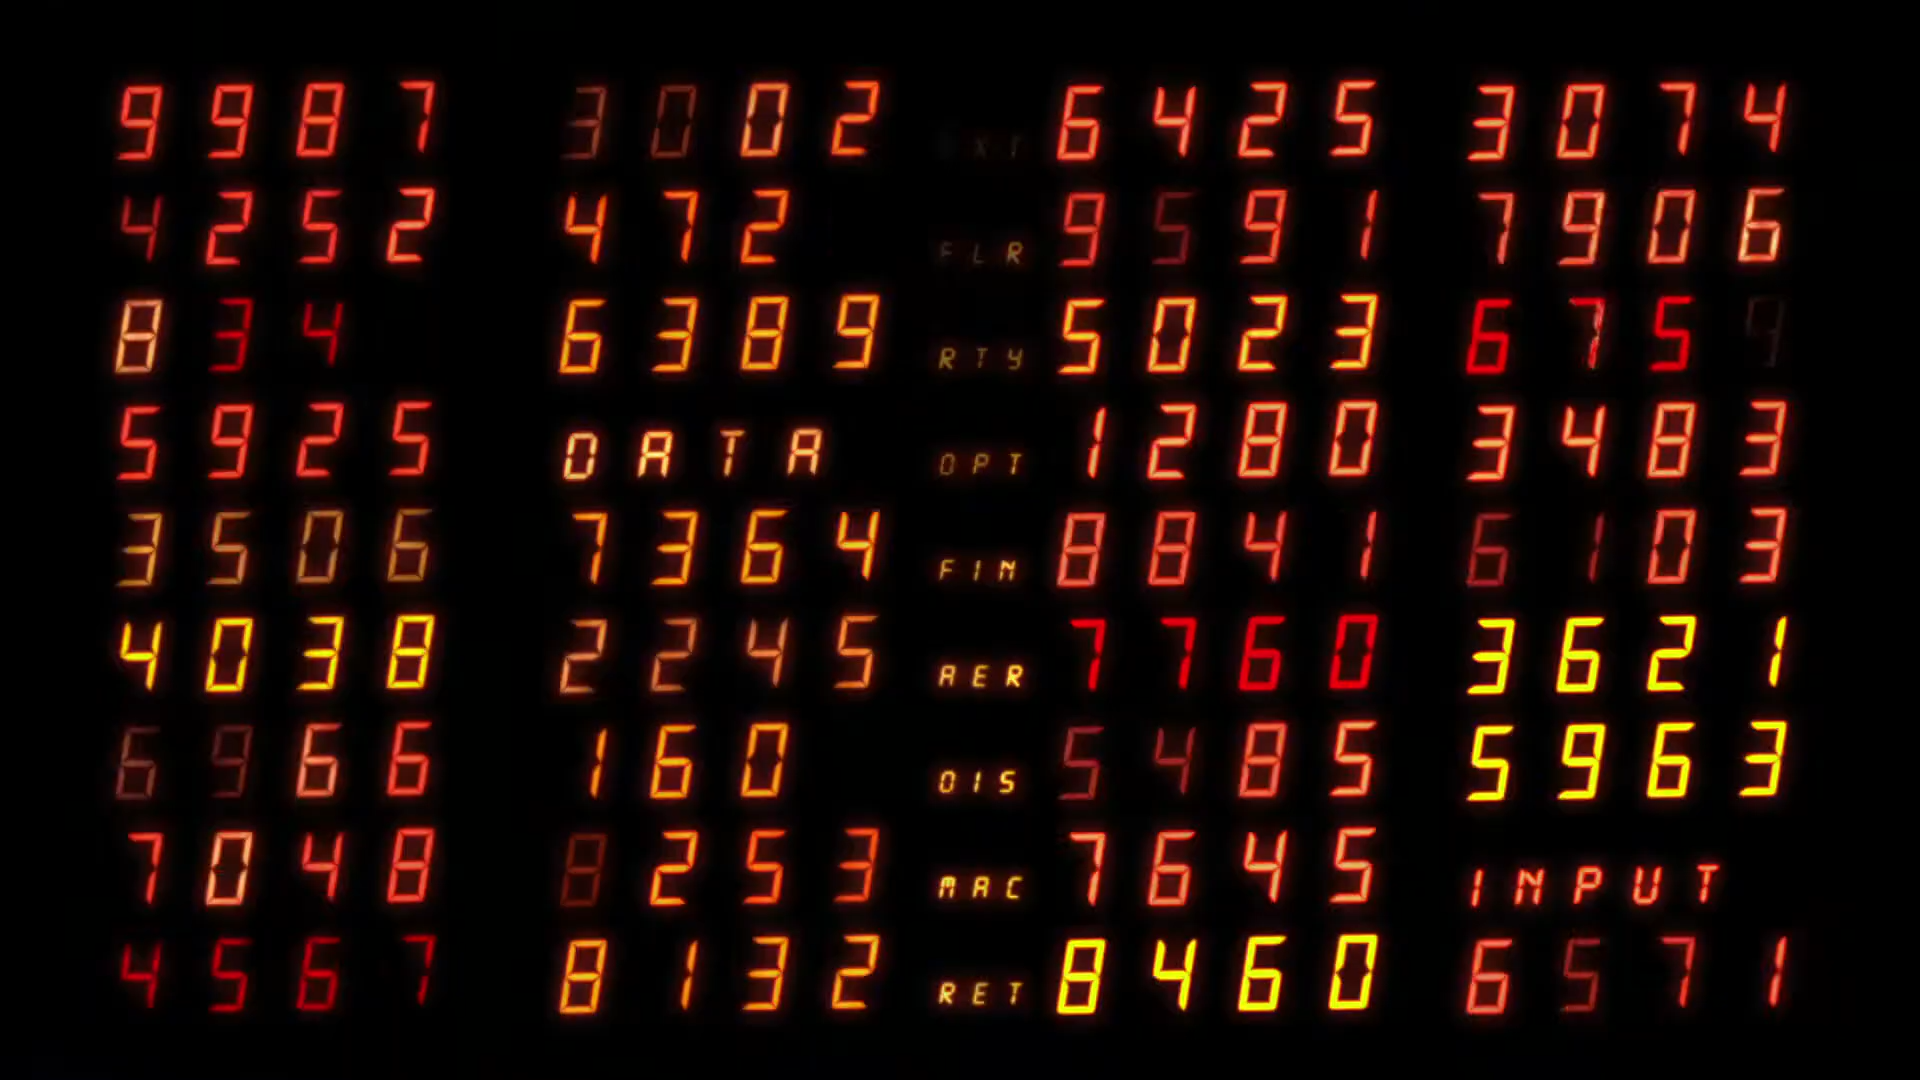 9987 3002 XT 6425 3074
4252 472 FLR 9591 7906
834 6389 RTY 5023 675
5925 DATA OPT 1280 3483
3506 7364 FIN 8841 6103
4038 2245 AER 7760 3621
6966 160 DIS 5485 5963
7048 8253 MAC 7645 INPUT
4567 8132 RET 8460 6571